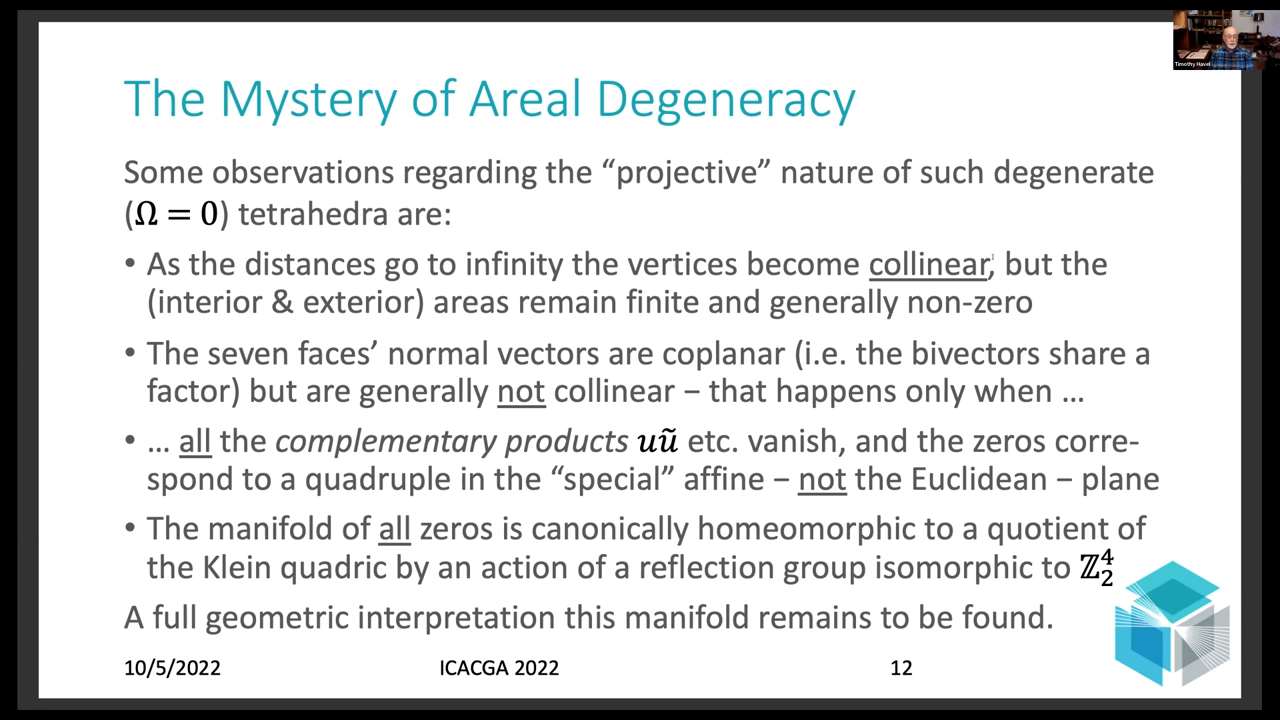 Timothy Havel
The Mystery of Areal Degeneracy
Some observations regarding the “projective” nature of such degenerate
(Ω = 0) tetrahedra are:
• As the distances go to infinity the vertices become collinear, but the
(interior & exterior) areas remain finite and generally non-zero
• The seven faces’ normal vectors are coplanar (i.e. the bivectors share a
factor) but are generally not collinear – that happens only when …
• … all the complementary products uũ etc. vanish, and the zeros corre-
spond to a quadruple in the “special” affine – not the Euclidean – plane
• The manifold of all zeros is canonically homeomorphic to a quotient of
the Klein quadric by an action of a reflection group isomorphic to ℤ₂⁴
A full geometric interpretation this manifold remains to be found.
10/5/2022 ICACGA 2022 12